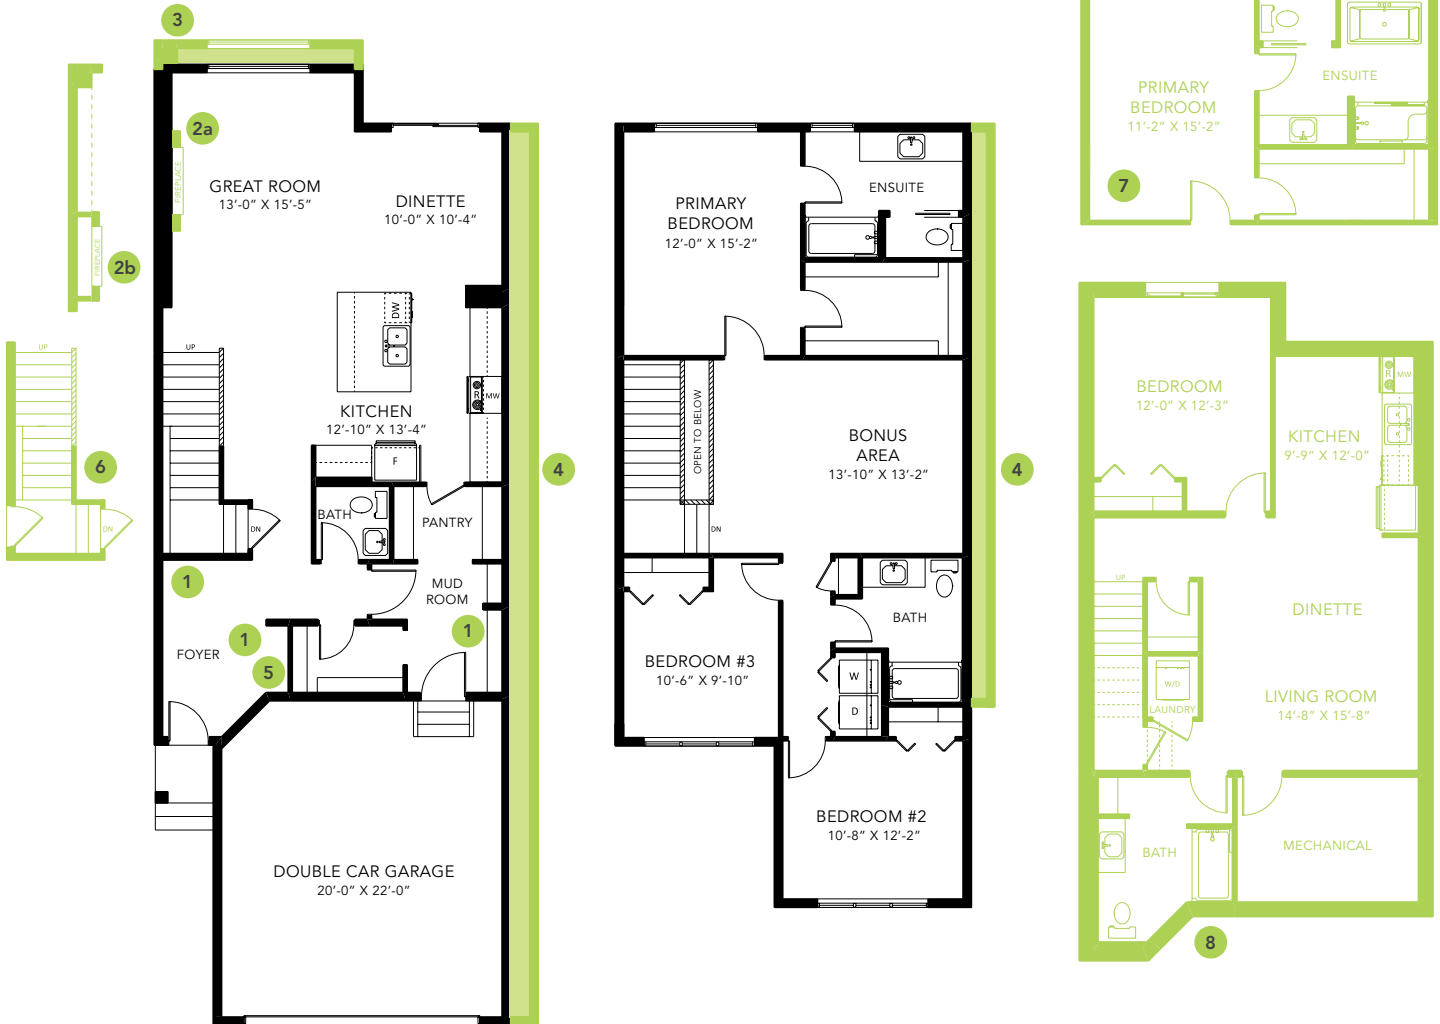 3
2a
FIREPLACE
GREAT ROOM
13'-0" X 15'-5"
DINETTE
10'-0" X 10'-4"
FIREPLACE
2b
DW
UP
UP
R
MW
KITCHEN
12'-10" X 13'-4"
F
6
4
DN
DN
BATH
PANTRY
1
MUD
ROOM
1
1
FOYER
5
DOUBLE CAR GARAGE
20'-0" X 22'-0"
PRIMARY
BEDROOM
12'-0" X 15'-2"
ENSUITE
OPEN TO BELOW
BONUS
AREA
13'-10" X 13'-2"
4
DN
BATH
BEDROOM #3
10'-6" X 9'-10"
W
D
BEDROOM #2
10'-8" X 12'-2"
ENSUITE
PRIMARY
BEDROOM
11'-2" X 15'-2"
7
BEDROOM
12'-0" X 12'-3"
R
MW
KITCHEN
9'-9" X 12'-0"
UP
DINETTE
W/D
LAUNDRY
LIVING ROOM
14'-8" X 15'-8"
BATH
MECHANICAL
8